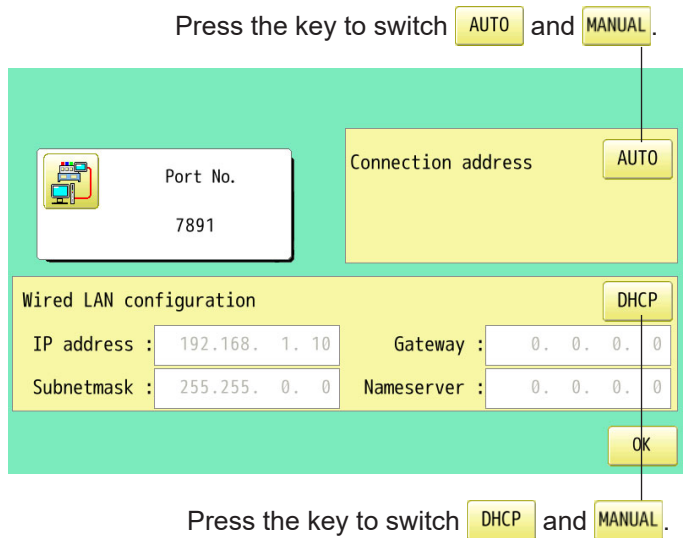 Press the key to switch AUTO and MANUAL.
Connection address AUTO
Port No.
7891
Wired LAN configuration DHCP
IP address : 192.168. 1. 10 Gateway : 0. 0. 0. 0
Subnetmask : 255.255. 0. 0 Nameserver : 0. 0. 0. 0
OK
Press the key to switch DHCP and MANUAL.